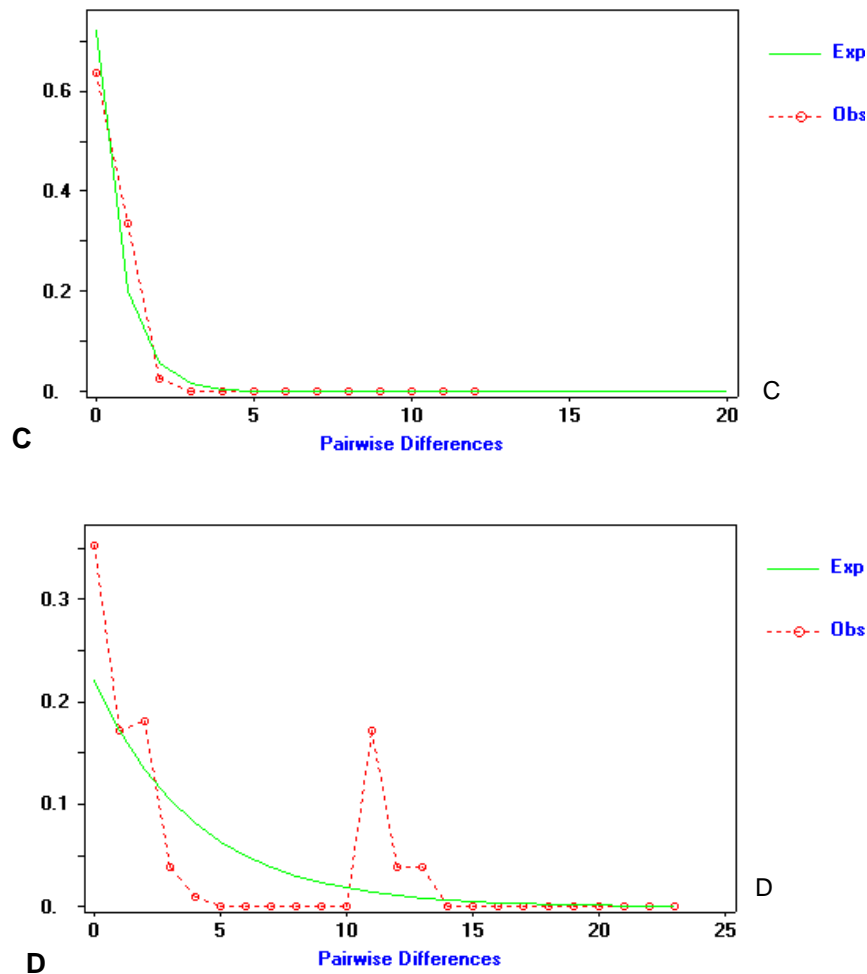 0.6
0.4
0.2
0.
0 5 10 15 20
Pairwise Differences
Exp
Obs
C
C
0.3
0.2
0.1
0.
0 5 10 15 20 25
Pairwise Differences
Exp
Obs
D
D